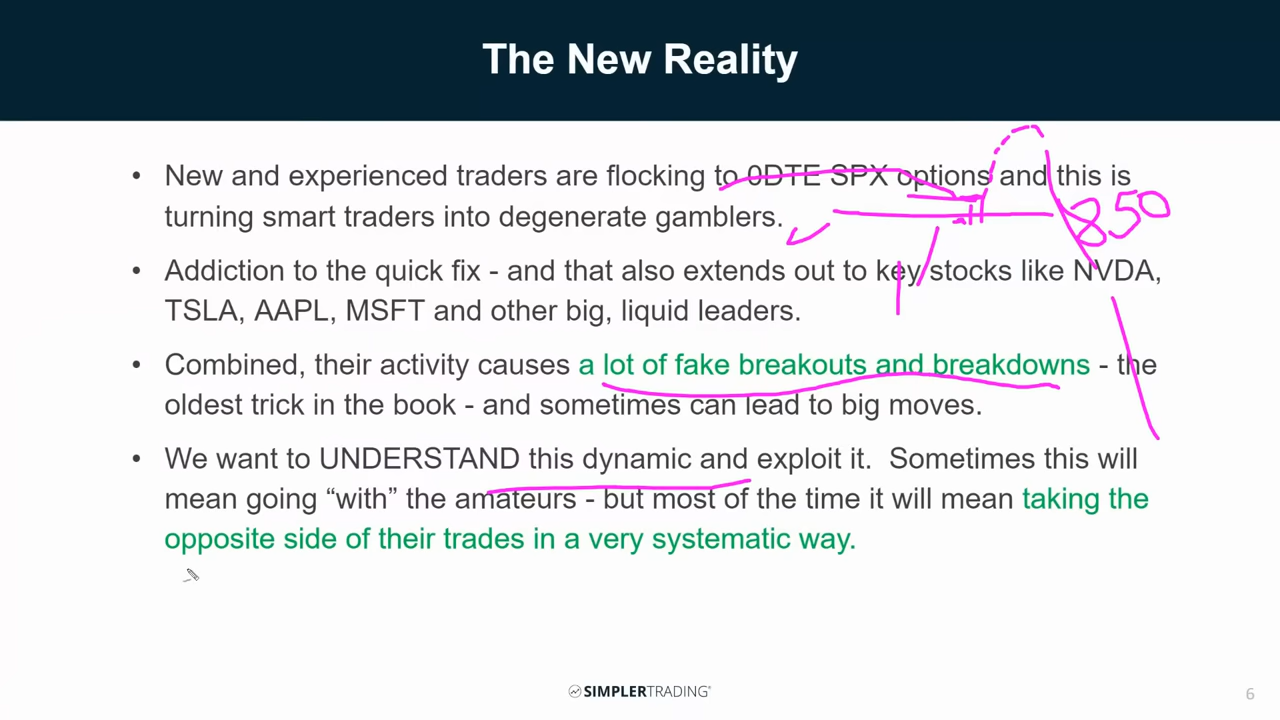 The New Reality
• New and experienced traders are flocking to 0DTE SPX options and this is
turning smart traders into degenerate gamblers.
850
• Addiction to the quick fix - and that also extends out to key stocks like NVDA,
TSLA, AAPL, MSFT and other big, liquid leaders.
• Combined, their activity causes a lot of fake breakouts and breakdowns - the
oldest trick in the book - and sometimes can lead to big moves.
• We want to UNDERSTAND this dynamic and exploit it.  Sometimes this will
mean going “with” the amateurs - but most of the time it will mean taking the
opposite side of their trades in a very systematic way.
SIMPLERTRADING®
6